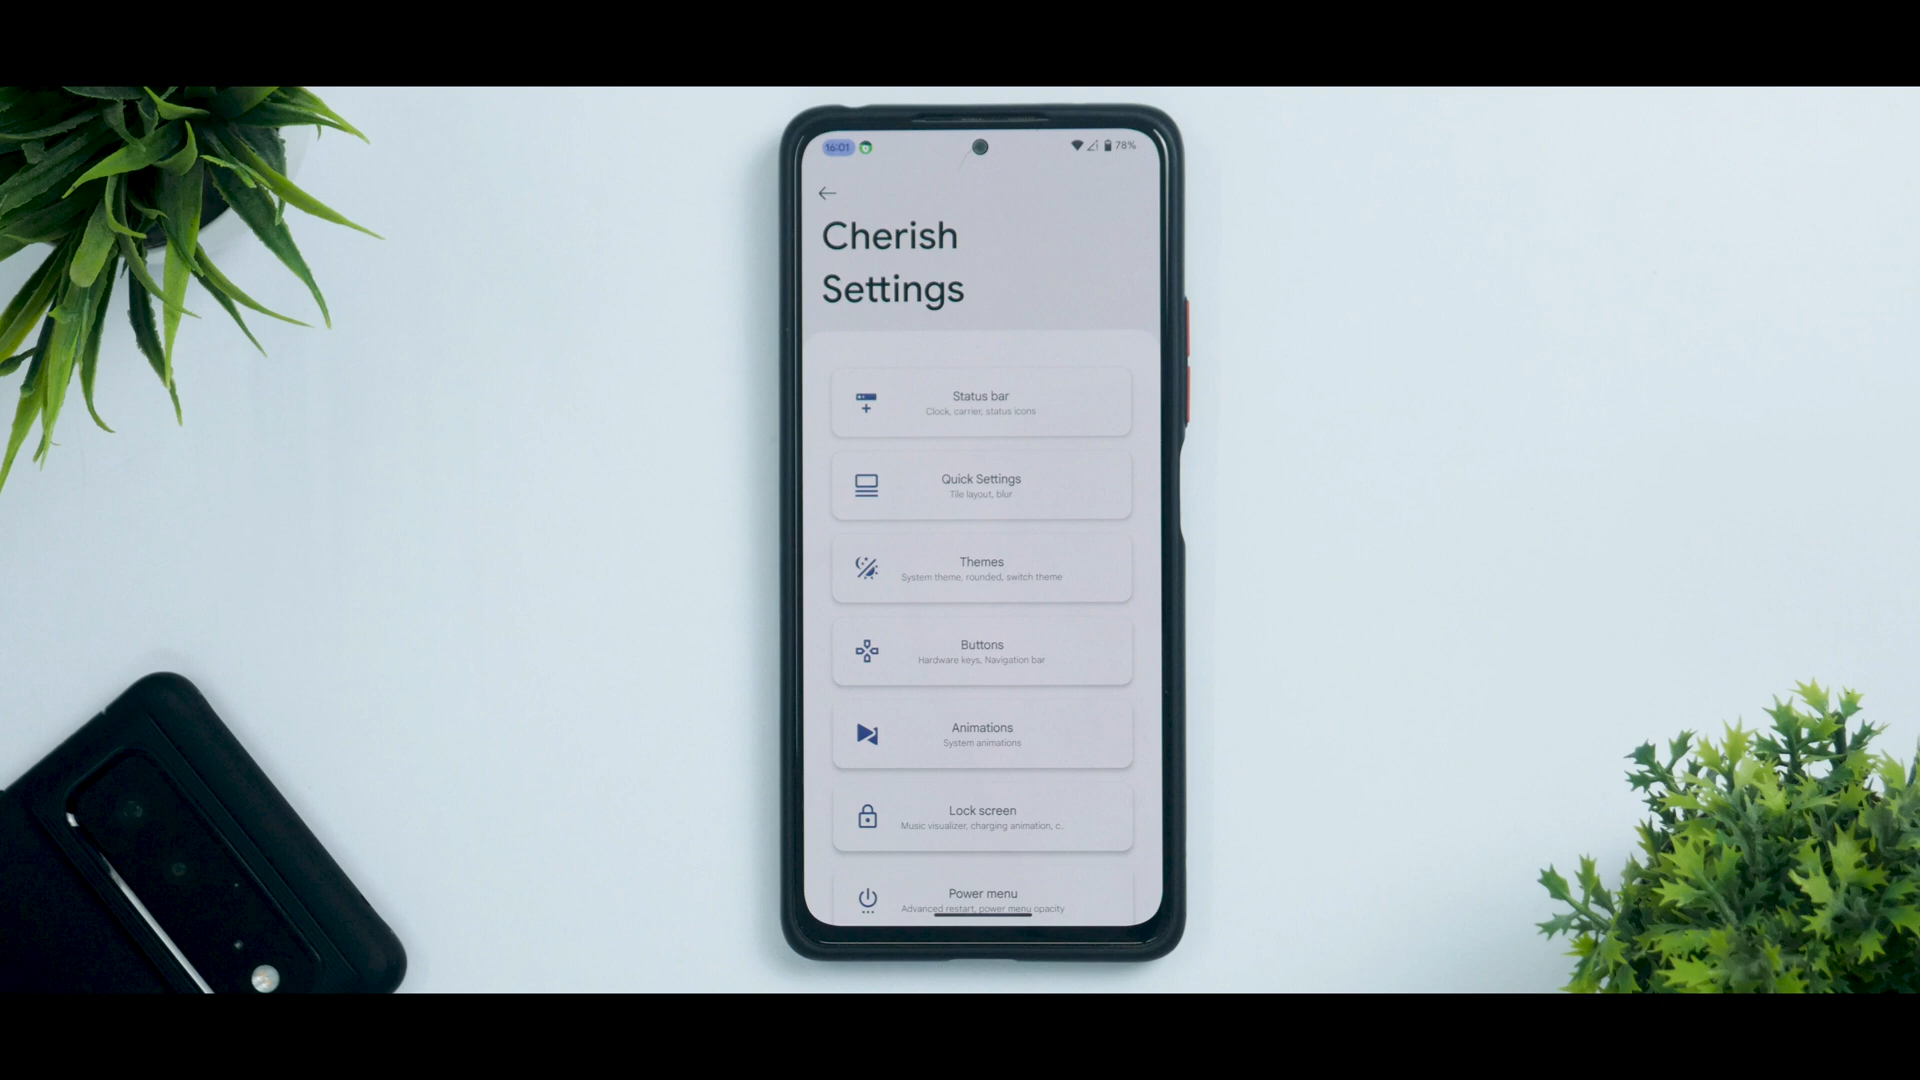 16:01
78%
Cherish
Settings
Status bar
Clock, carrier, status icons
Quick Settings
Tile layout, blur
Themes
System theme, rounded, switch theme
Buttons
Hardware keys, Navigation bar
Animations
System animations
Lock screen
Music visualizer, charging animation, c..
Power menu
Advanced restart, power menu opacity